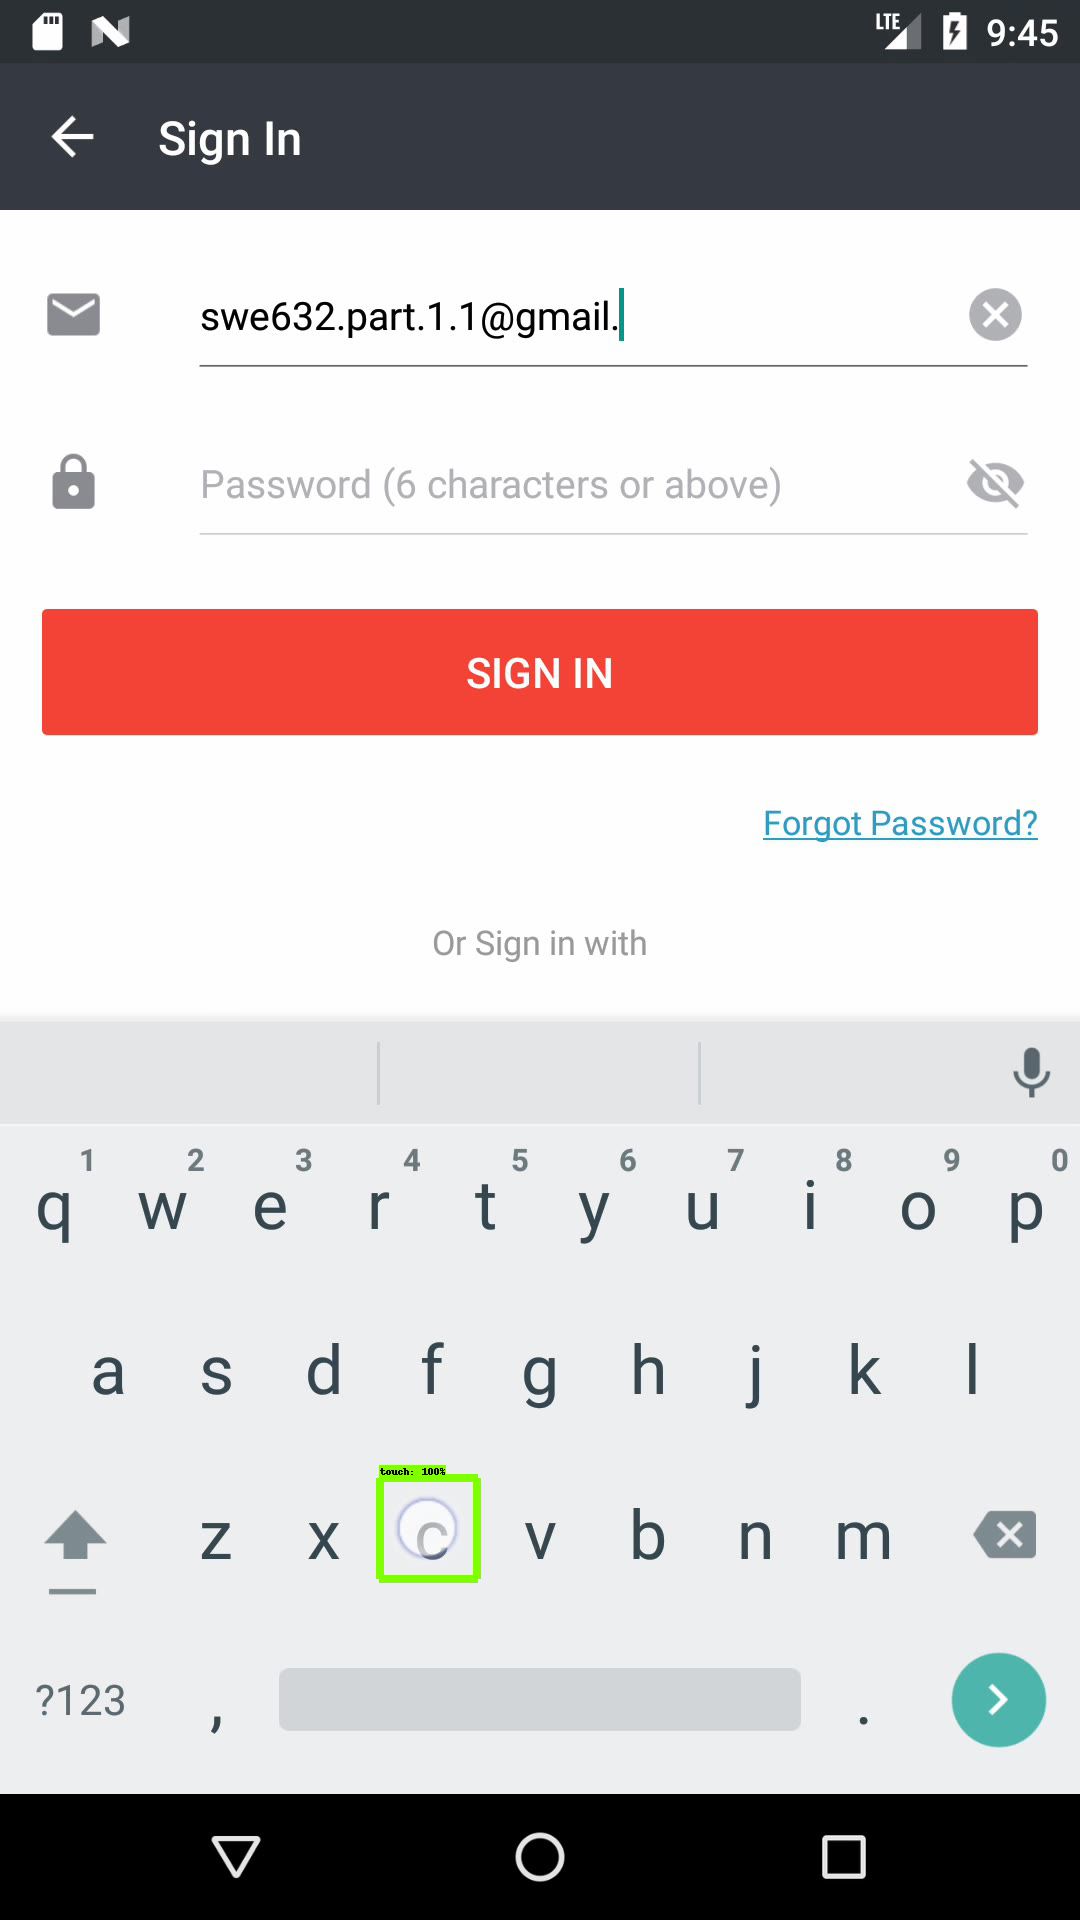 LTE 9:45
Sign In
swe632.part.1.1@gmail.
Password (6 characters or above)
SIGN IN
Forgot Password?
Or Sign in with
1 2 3 4 5 6 7 8 9 0
q w e r t y u i o p
a s d f g h j k l
touch: 100%
z x c v b n m
?123 , .